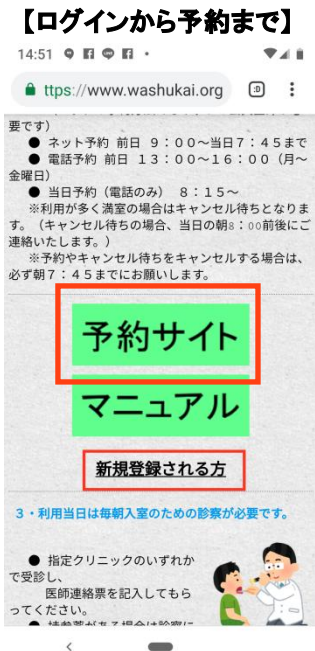 【ログインから予約まで】
14:51
ttps://www.washukai.org
:D
要です）
● ネット予約 前日 ９：００～当日７：４５まで
● 電話予約 前日 １３：００～１６：００（月～
金曜日）
● 当日予約（電話のみ） ８：１５～
※利用が多く満室の場合はキャンセル待ちとなりま
す。（キャンセル待ちの場合、当日の朝8：00前後にご
連絡いたします。）
※予約やキャンセル待ちをキャンセルする場合は、
必ず朝７：４５までにお願いします。
予約サイト
マニュアル
新規登録される方
３・利用当日は毎朝入室のための診察が必要です。
● 指定クリニックのいずれか
で受診し、
医師連絡票を記入してもら
ってください。